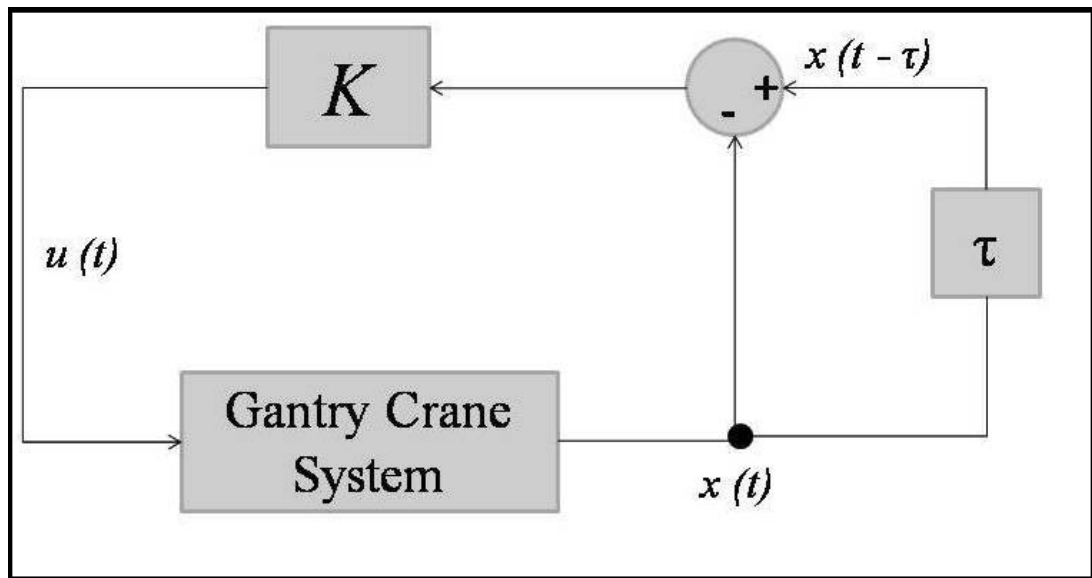 K
+
x (t - τ)
-
τ
u (t)
Gantry Crane
System
x (t)